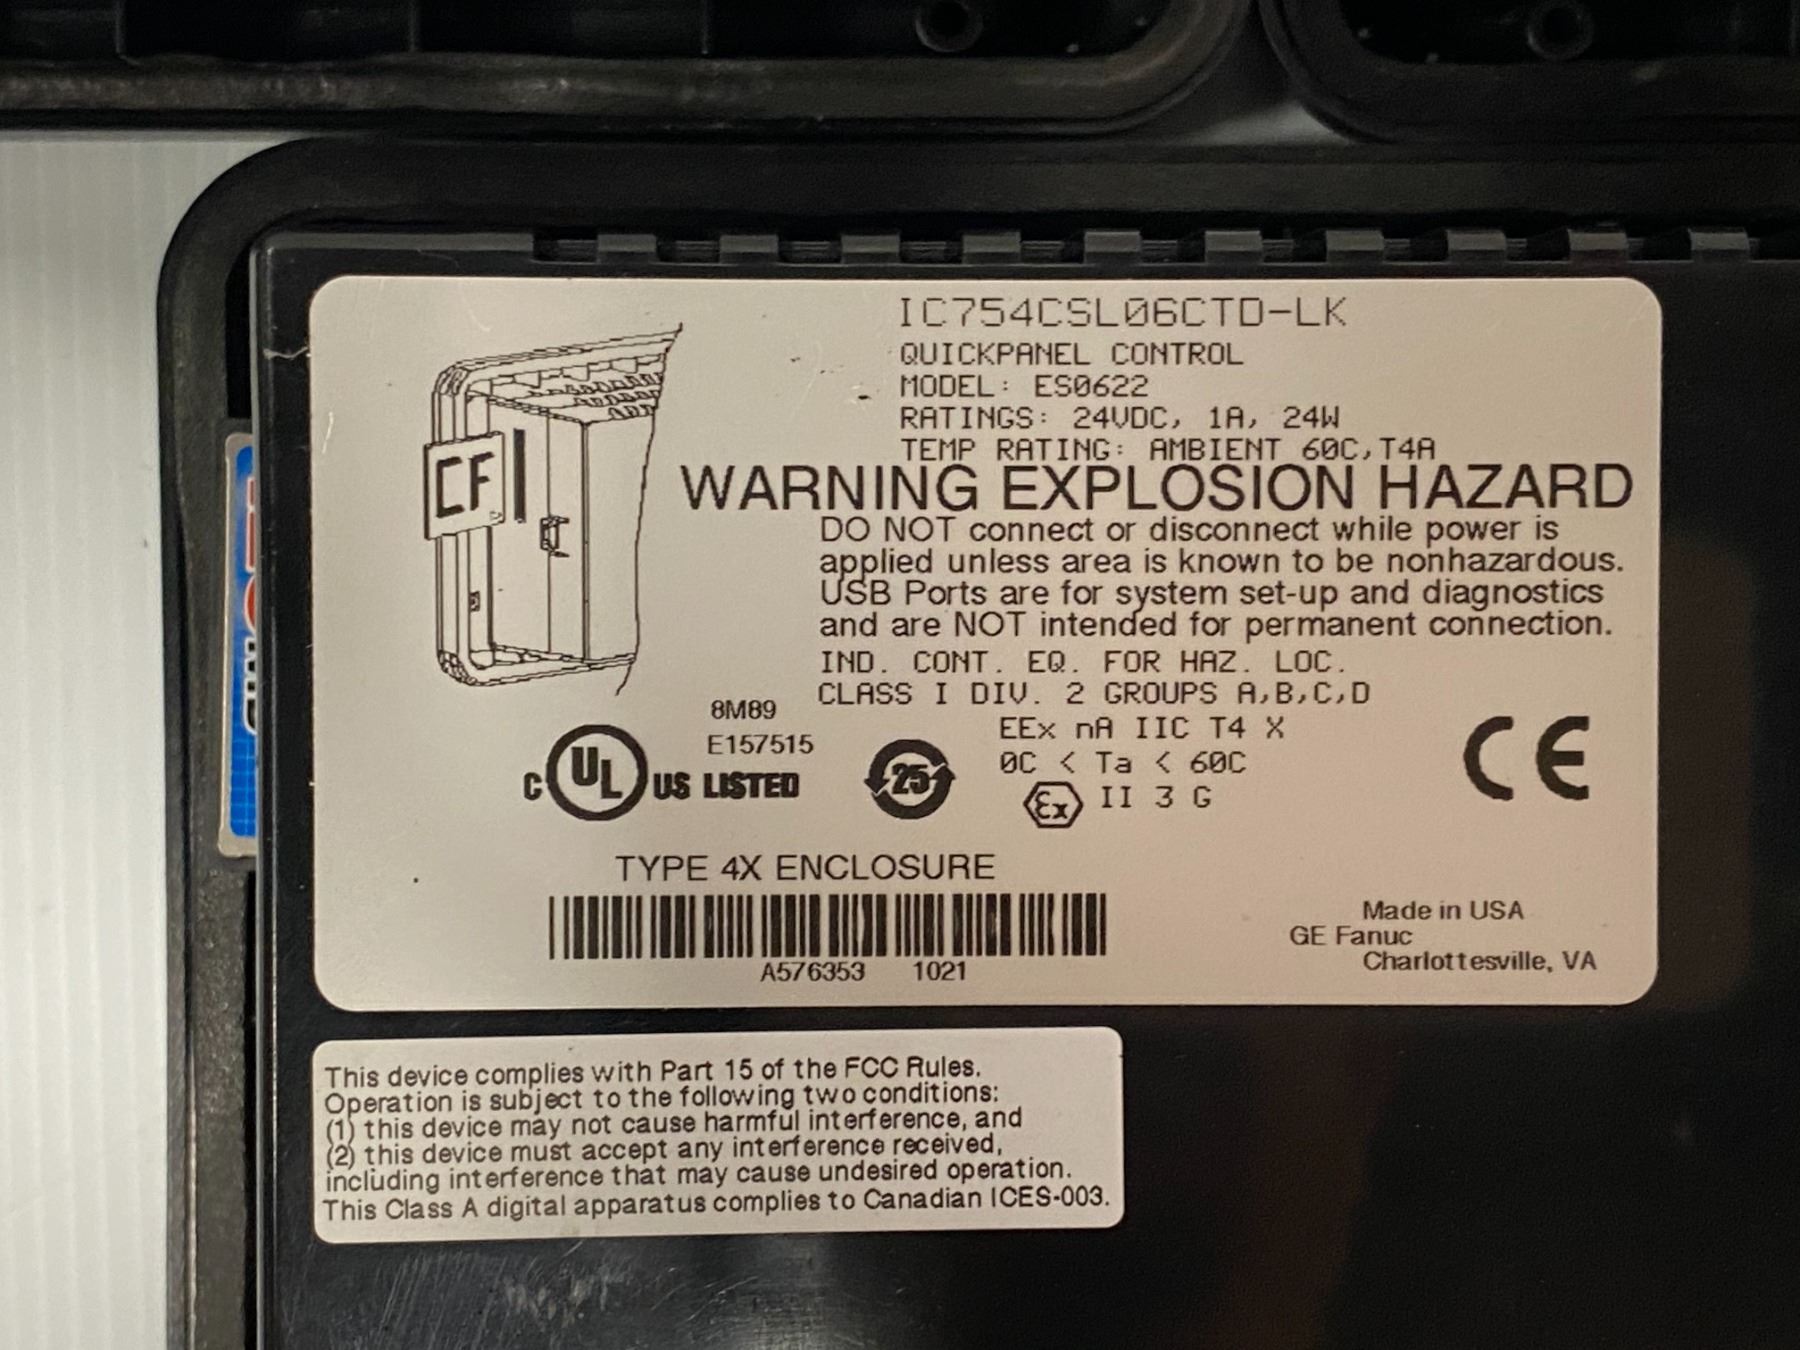 IC754CSL06CTD-LK
QUICKPANEL CONTROL
MODEL: ES0622
RATINGS: 24VDC, 1A, 24W
TEMP RATING: AMBIENT 60C,T4A
CF
WARNING EXPLOSION HAZARD
DO NOT connect or disconnect while power is
applied unless area is known to be nonhazardous.
USB Ports are for system set-up and diagnostics
and are NOT intended for permanent connection.
IND. CONT. EQ. FOR HAZ. LOC.
CLASS I DIV. 2 GROUPS A,B,C,D
8M89
E157515
C UL US LISTED
25
EEx nA IIC T4 X
0C < Ta < 60C
Ex II 3 G
CE
TYPE 4X ENCLOSURE
A576353 1021
Made in USA
GE Fanuc
Charlottesville, VA
This device complies with Part 15 of the FCC Rules.
Operation is subject to the following two conditions:
(1) this device may not cause harmful interference, and
(2) this device must accept any interference received,
including interference that may cause undesired operation.
This Class A digital apparatus complies to Canadian ICES-003.